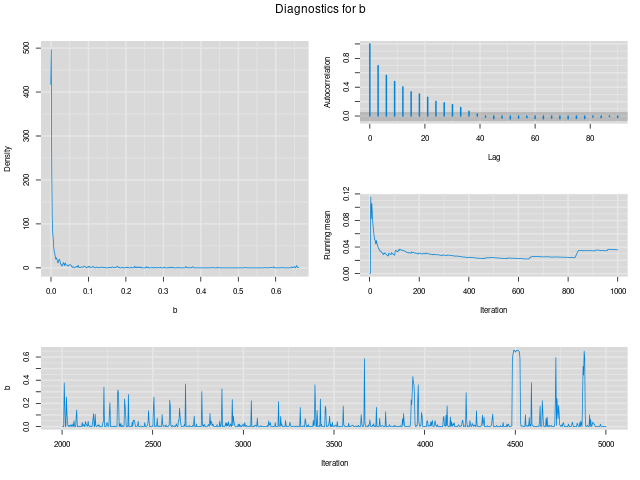 Diagnostics for b
Density
0 100 200 300 400 500
0.0 0.1 0.2 0.3 0.4 0.5 0.6
b
Autocorrelation
0.0 0.4 0.8
0 20 40 60 80
Lag
Running mean
0.00 0.04 0.08 0.12
0 200 400 600 800 1000
Iteration
b
0.0 0.2 0.4 0.6
2000 2500 3000 3500 4000 4500 5000
Iteration